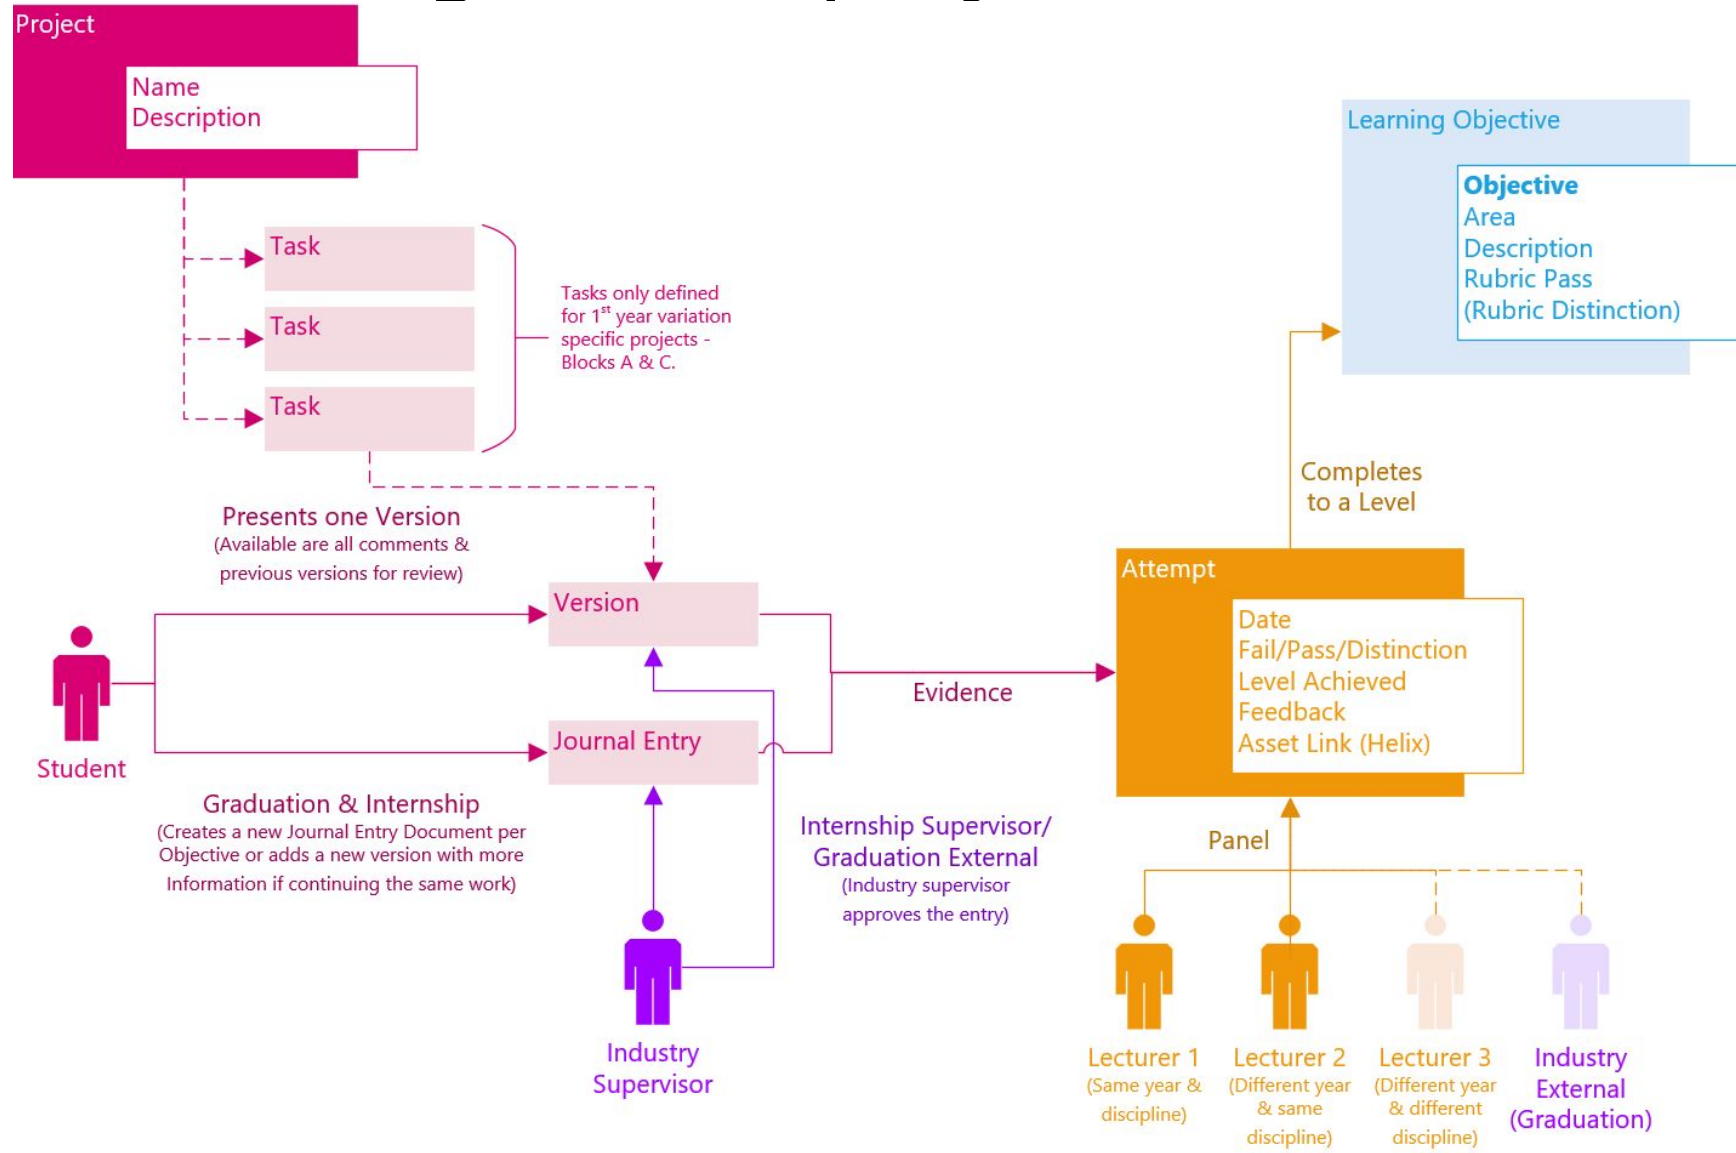 Project
Name
Description
Learning Objective
Objective
Area
Description
Rubric Pass
(Rubric Distinction)
Task
Task
Task
Tasks only defined
for 1st year variation
specific projects -
Blocks A & C.
Completes
to a Level
Presents one Version
(Available are all comments &
previous versions for review)
Version
Journal Entry
Student
Graduation & Internship
(Creates a new Journal Entry Document per
Objective or adds a new version with more
Information if continuing the same work)
Evidence
Attempt
Date
Fail/Pass/Distinction
Level Achieved
Feedback
Asset Link (Helix)
Internship Supervisor/
Graduation External
(Industry supervisor
approves the entry)
Industry
Supervisor
Panel
Lecturer 1
(Same year &
discipline)
Lecturer 2
(Different year
& same
discipline)
Lecturer 3
(Different year
& different
discipline)
Industry
External
(Graduation)